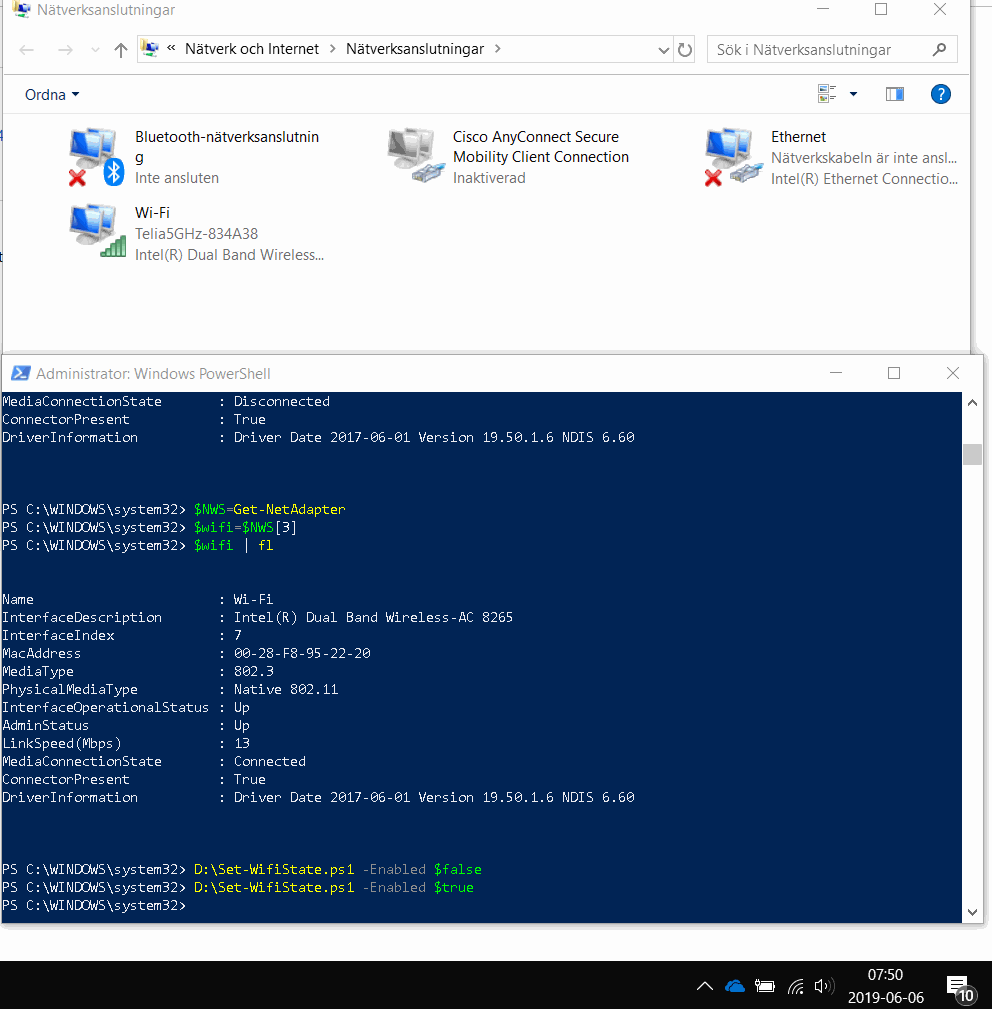 Nätverksanslutningar
« Nätverk och Internet > Nätverksanslutningar >
Sök i Nätverksanslutningar
Ordna
Bluetooth-nätverksanslutnin
g
Inte ansluten
Cisco AnyConnect Secure
Mobility Client Connection
Inaktiverad
Ethernet
Nätverkskabeln är inte ansl...
Intel(R) Ethernet Connectio...
Wi-Fi
Telia5GHz-834A38
Intel(R) Dual Band Wireless...
Administrator: Windows PowerShell
MediaConnectionState : Disconnected
ConnectorPresent : True
DriverInformation : Driver Date 2017-06-01 Version 19.50.1.6 NDIS 6.60
PS C:\WINDOWS\system32> $NWS=Get-NetAdapter
PS C:\WINDOWS\system32> $wifi=$NWS[3]
PS C:\WINDOWS\system32> $wifi | fl
Name : Wi-Fi
InterfaceDescription : Intel(R) Dual Band Wireless-AC 8265
InterfaceIndex : 7
MacAddress : 00-28-F8-95-22-20
MediaType : 802.3
PhysicalMediaType : Native 802.11
InterfaceOperationalStatus : Up
AdminStatus : Up
LinkSpeed(Mbps) : 13
MediaConnectionState : Connected
ConnectorPresent : True
DriverInformation : Driver Date 2017-06-01 Version 19.50.1.6 NDIS 6.60
PS C:\WINDOWS\system32> D:\Set-WifiState.ps1 -Enabled $false
PS C:\WINDOWS\system32> D:\Set-WifiState.ps1 -Enabled $true
PS C:\WINDOWS\system32>
07:50
2019-06-06
10